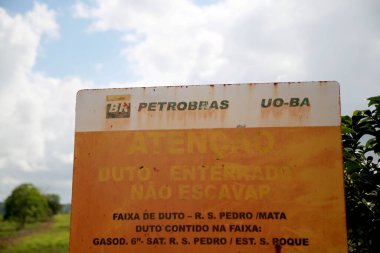 BR PETROBRAS UO-BA
ATENÇÃO
DUTO ENTERRADO
NÃO ESCAVAR
FAIXA DE DUTO – R. S. PEDRO /MATA
DUTO CONTIDO NA FAIXA:
GASOD. 6"- SAT. R. S. PEDRO / EST. S. ROQUE